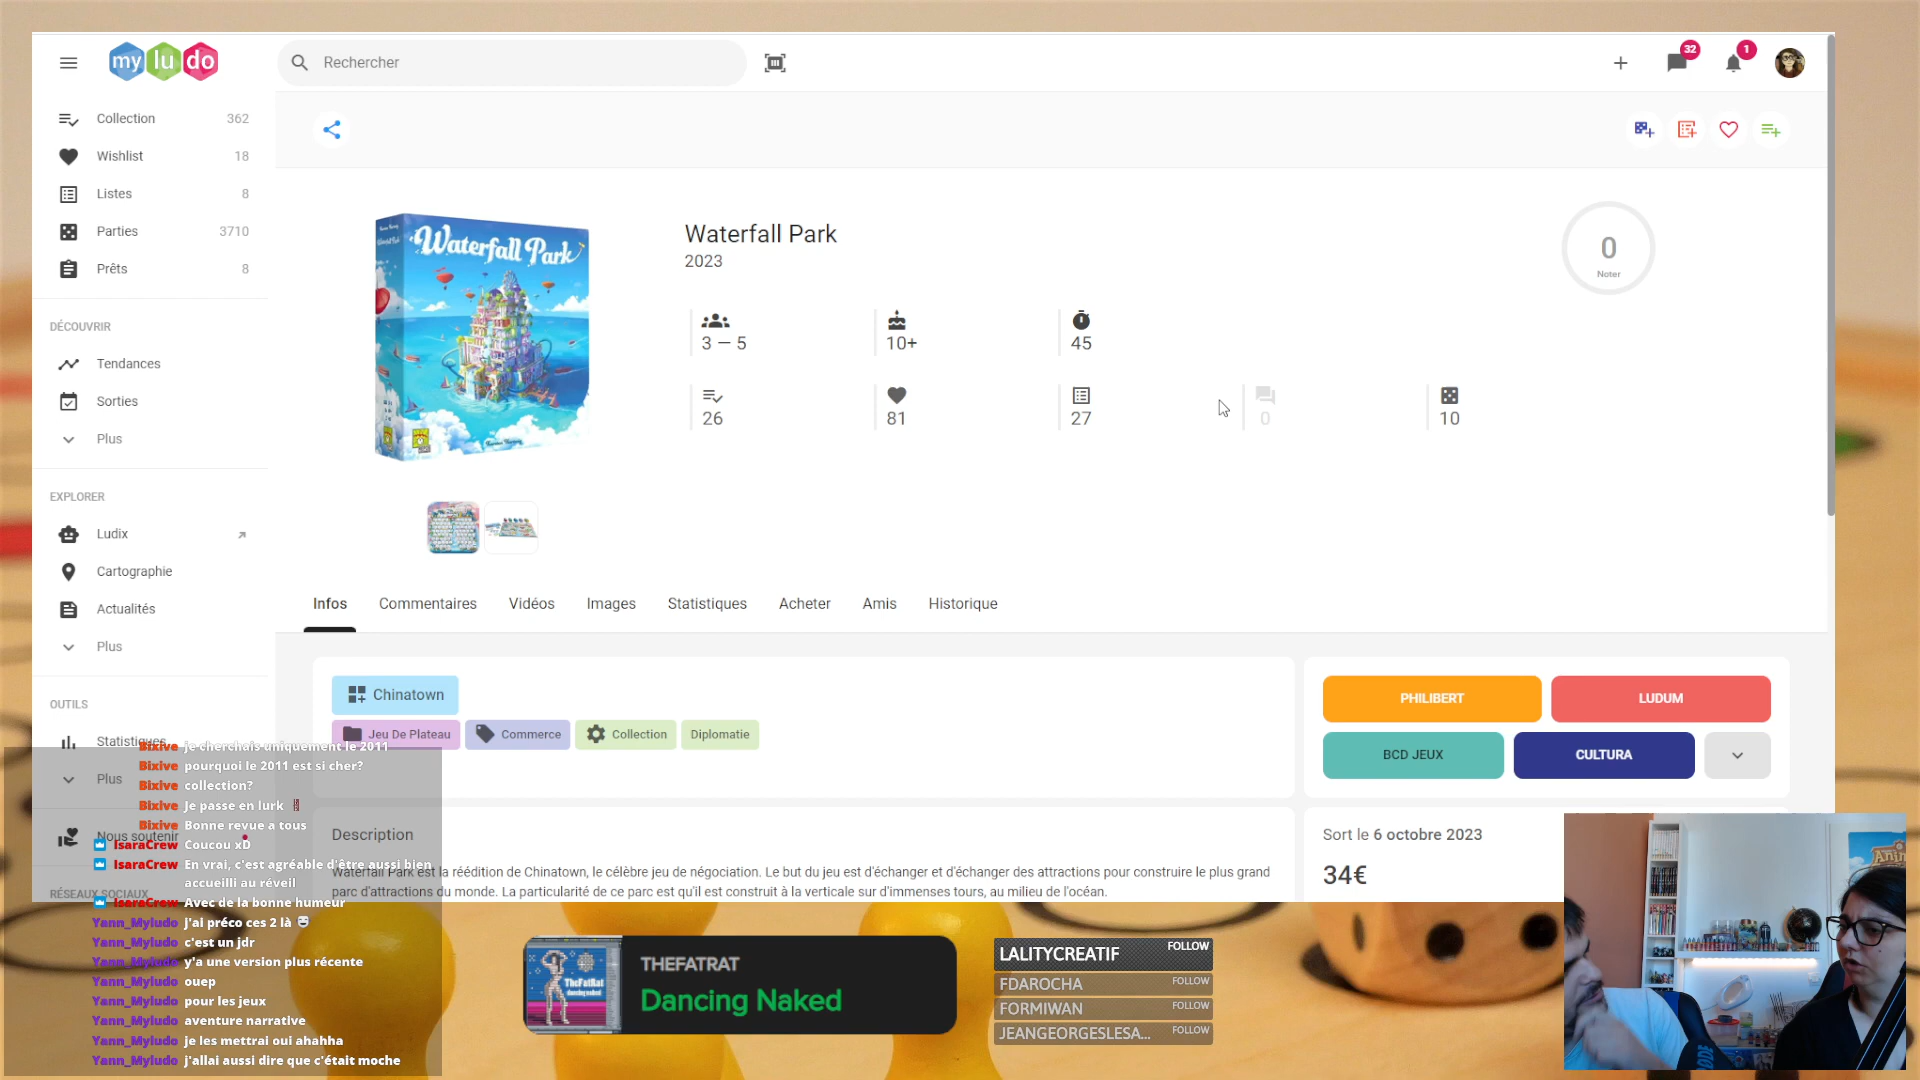 my lu do
Rechercher
32
1
Collection 362
Wishlist 18
Listes 8
Parties 3710
Prêts 8
DÉCOUVRIR
Tendances
Sorties
Plus
EXPLORER
Ludix
Cartographie
Actualités
Plus
OUTILS
Statistiques
Plus
Nous soutenir
RÉSEAUX SOCIAUX
Waterfall Park
Waterfall Park
2023
0
Noter
3 — 5
10+
45
26
81
27
0
10
Infos
Commentaires
Vidéos
Images
Statistiques
Acheter
Amis
Historique
Chinatown
Jeu De Plateau
Commerce
Collection
Diplomatie
PHILIBERT
LUDUM
BCD JEUX
CULTURA
Description
Waterfall Park est la réédition de Chinatown, le célèbre jeu de négociation. Le but du jeu est d'échanger et d'échanger des attractions pour construire le plus grand
parc d'attractions du monde. La particularité de ce parc est qu'il est construit à la verticale sur d'immenses tours, au milieu de l'océan.
Sort le 6 octobre 2023
34€
Bixive je cherchais uniquement le 2011
Bixive pourquoi le 2011 est si cher?
Bixive collection?
Bixive Je passe en lurk
Bixive Bonne revue a tous
IsaraCrew Coucou xD
IsaraCrew En vrai, c'est agréable d'être aussi bien
accueilli au réveil
IsaraCrew Avec de la bonne humeur
Yann_Myludo J'ai préco ces 2 là
Yann_Myludo c'est un jdr
Yann_Myludo y'a une version plus récente
Yann_Myludo ouep
Yann_Myludo pour les jeux
Yann_Myludo aventure narrative
Yann_Myludo je les mettrai oui ahahha
Yann_Myludo j'allai aussi dire que c'était moche
TheFatRat
dancing naked
THEFATRAT
Dancing Naked
LALITYCREATIF FOLLOW
FDAROCHA FOLLOW
FORMIWAN FOLLOW
JEANGEORGESLESA... FOLLOW